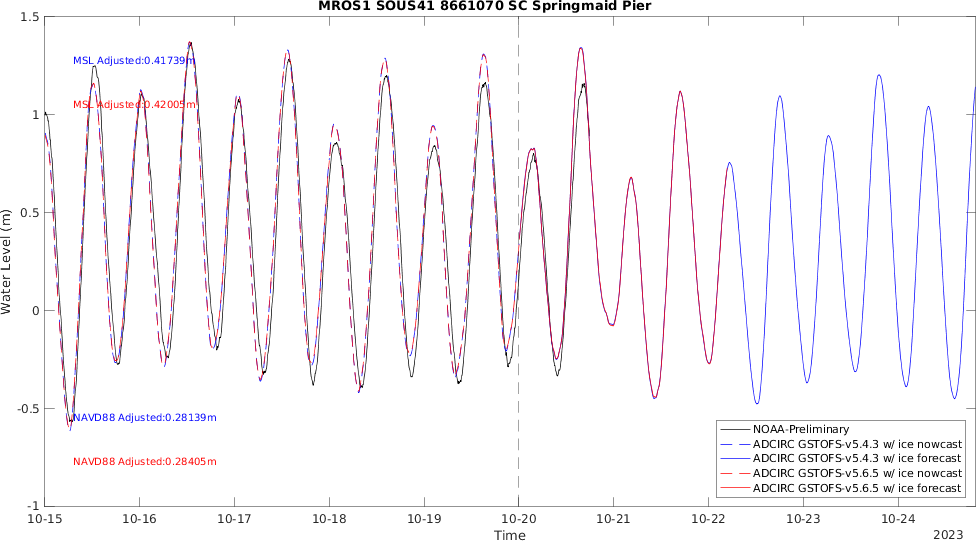 MROS1 SOUS41 8661070 SC Springmaid Pier
1.5
MSL Adjusted:0.41739m
MSL Adjusted:0.42005m
1
0.5
Water Level (m)
0
-0.5
NAVD88 Adjusted:0.28139m
NAVD88 Adjusted:0.28405m
-1
NOAA-Preliminary
ADCIRC GSTOFS-v5.4.3 w/ ice nowcast
ADCIRC GSTOFS-v5.4.3 w/ ice forecast
ADCIRC GSTOFS-v5.6.5 w/ ice nowcast
ADCIRC GSTOFS-v5.6.5 w/ ice forecast
10-15 10-16 10-17 10-18 10-19 10-20 10-21 10-22 10-23 10-24
Time
2023